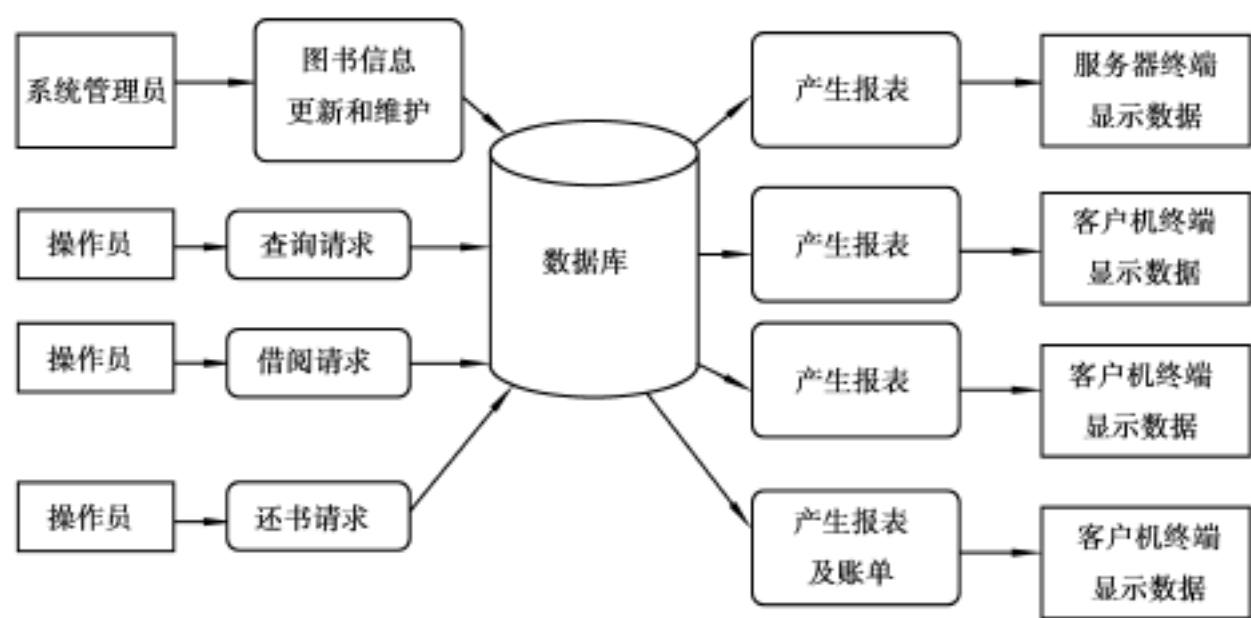 系统管理员
图书信息
更新和维护
产生报表
服务器终端
显示数据
操作员
查询请求
数据库
产生报表
客户机终端
显示数据
操作员
借阅请求
产生报表
客户机终端
显示数据
操作员
还书请求
产生报表
及账单
客户机终端
显示数据